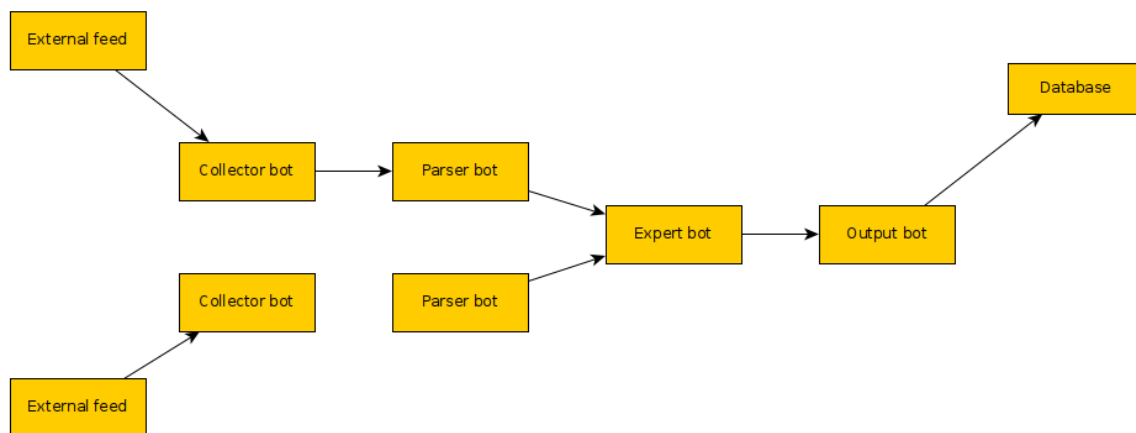 External feed
Database
Collector bot
Parser bot
Expert bot
Output bot
Collector bot
Parser bot
External feed